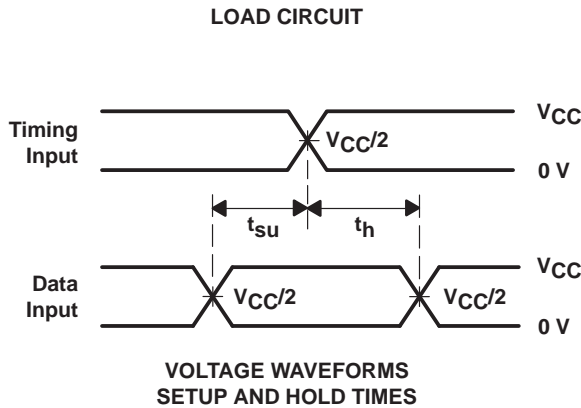 LOAD CIRCUIT
Timing
Input
VCC/2
VCC
0 V
tsu
th
Data
Input
VCC/2
VCC/2
VCC
0 V
VOLTAGE WAVEFORMS
SETUP AND HOLD TIMES